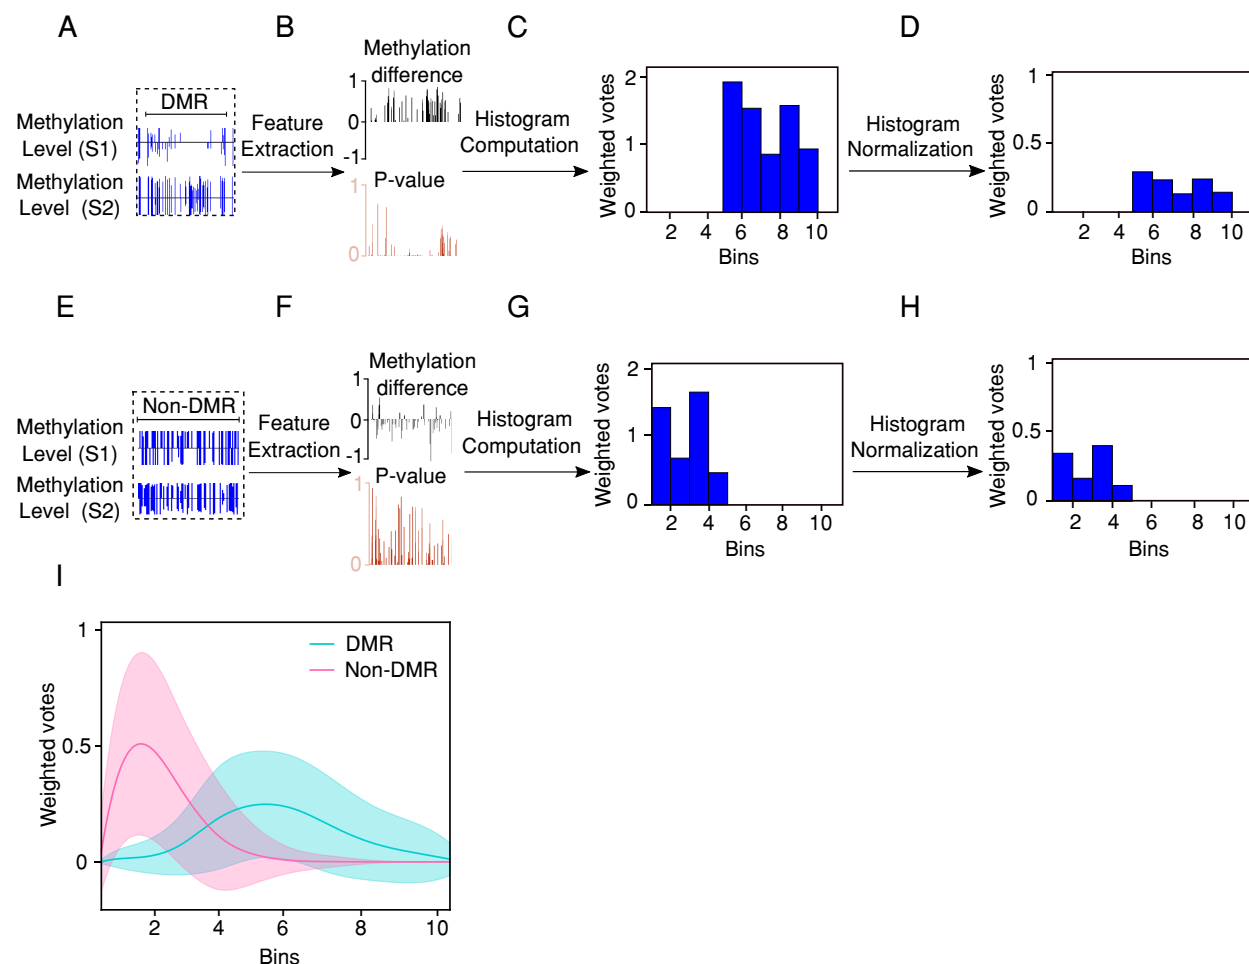 A
B
C
D
DMR
Methylation
Level (S1)
Methylation
Level (S2)
Feature
Extraction
Methylation
difference
1
0
-1
P-value
1
0
Histogram
Computation
Weighted votes
2
1
0
2 4 6 8 10
Bins
Histogram
Normalization
Weighted votes
1
0.5
0
2 4 6 8 10
Bins
E
F
G
H
Non-DMR
Methylation
Level (S1)
Methylation
Level (S2)
Feature
Extraction
Methylation
difference
1
0
-1
P-value
1
0
Histogram
Computation
Weighted votes
2
1
0
2 4 6 8 10
Bins
Histogram
Normalization
Weighted votes
1
0.5
0
2 4 6 8 10
Bins
I
Weighted votes
1
0.5
0
DMR
Non-DMR
2 4 6 8 10
Bins